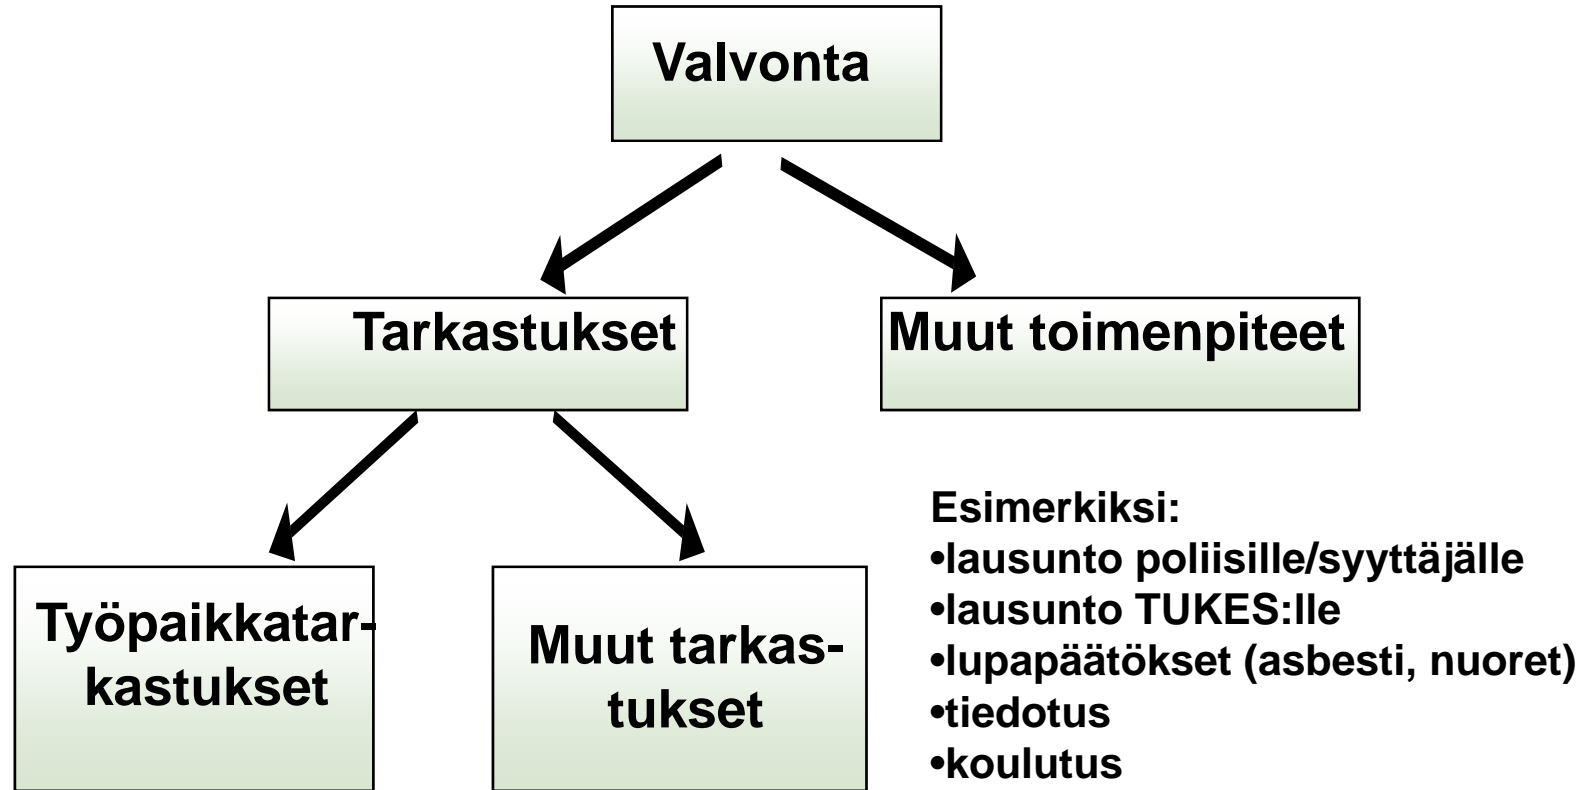 Valvonta
Tarkastukset
Muut toimenpiteet
Työpaikkatar-
kastukset
Muut tarkas-
tukset
Esimerkiksi:
•lausunto poliisille/syyttäjälle
•lausunto TUKES:lle
•lupapäätökset (asbesti, nuoret)
•tiedotus
•koulutus